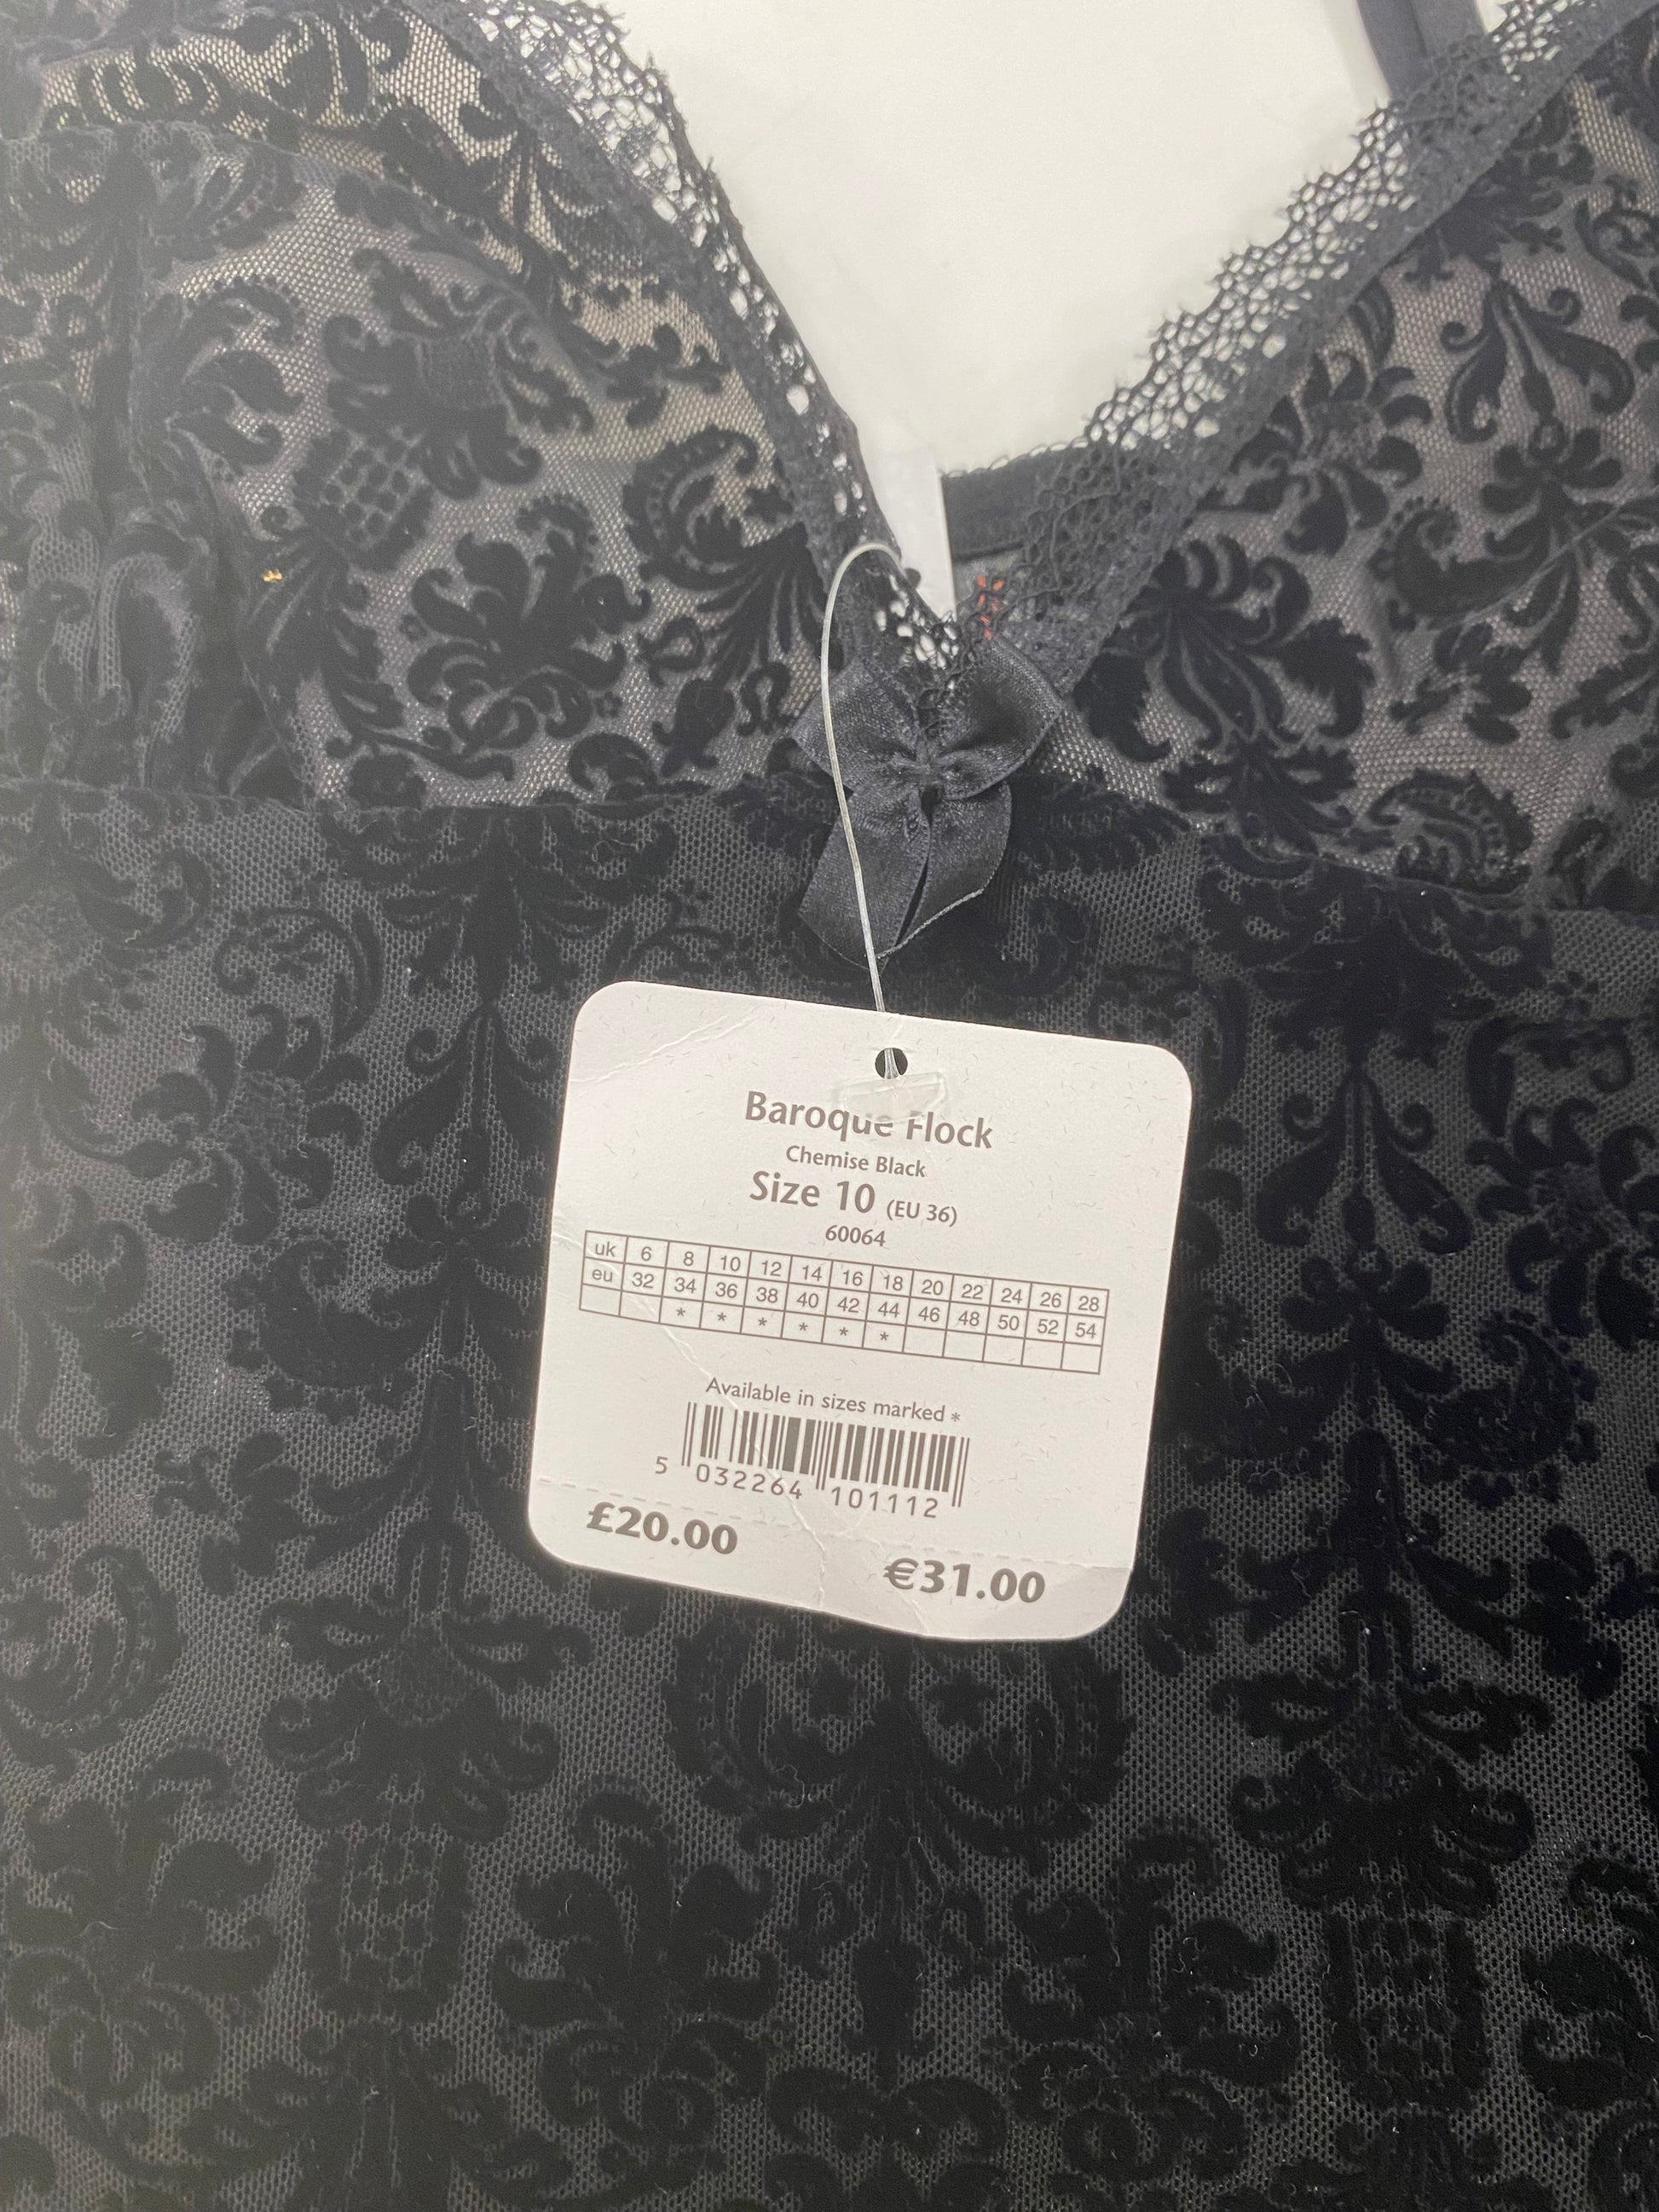 Baroque Flock
Chemise Black
Size 10 (EU 36)
60064
uk 6 8 10 12 14 16 18 20 22 24 26 28
eu 32 34 36 38 40 42 44 46 48 50 52 54
* * * * * *
Available in sizes marked *
5 032264 101112
£20.00 €31.00